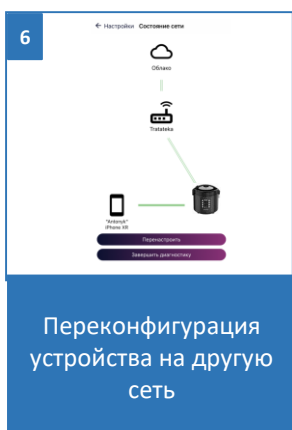 6
← Настройки Состояние сети
Облако
Tratateka
"Antonyk"
iPhone XR
Перенастроить
Завершить диагностику
Переконфигурация
устройства на другую
сеть